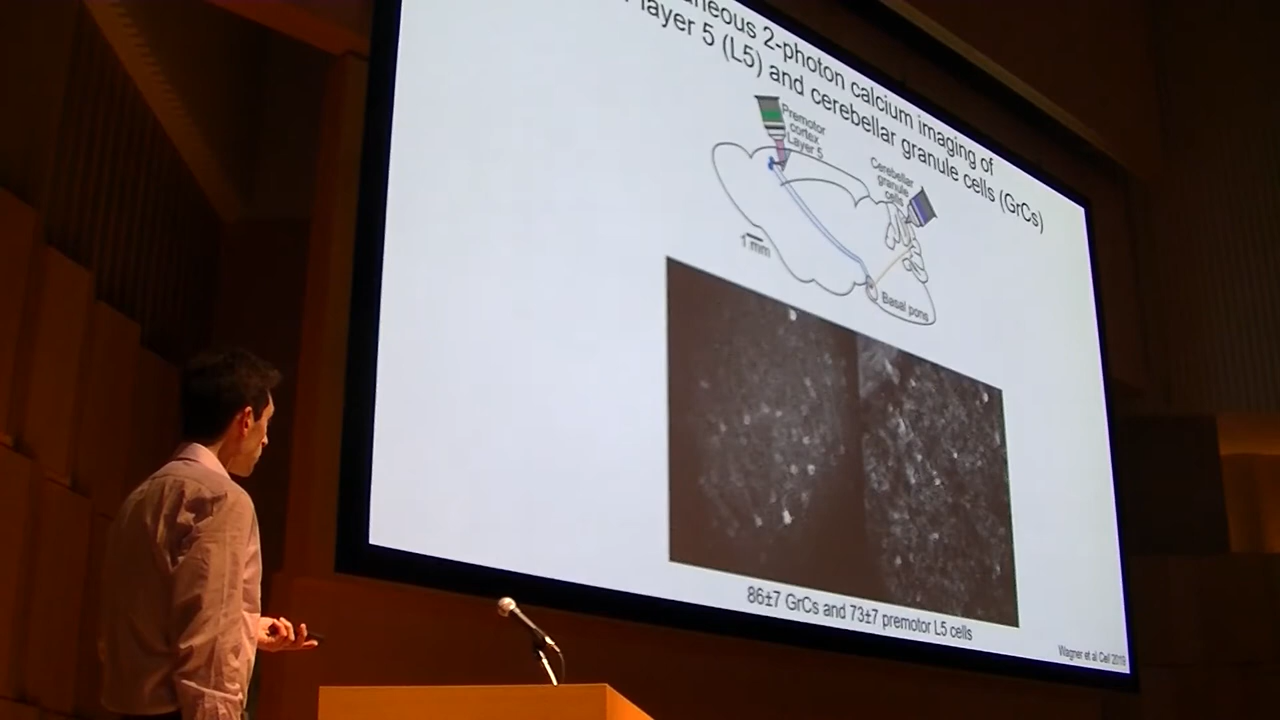 neous 2-photon calcium imaging of
layer 5 (L5) and cerebellar granule cells (GrCs)
Premotor
cortex
Layer 5
Cerebellar
granule
cells
1 mm
Basal pons
86±7 GrCs and 73±7 premotor L5 cells
Wagner et al Cell 2019